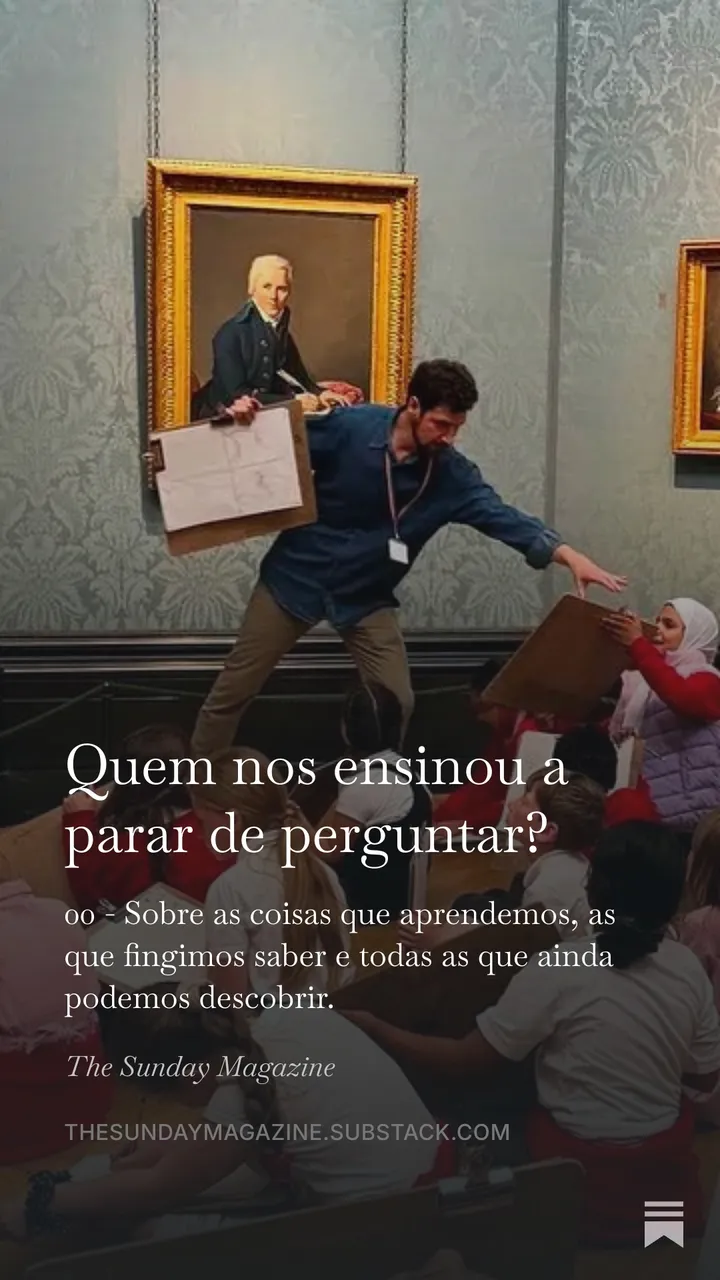 Quem nos ensinou a
parar de perguntar?
00 - Sobre as coisas que aprendemos, as
que fingimos saber e todas as que ainda
podemos descobrir.
The Sunday Magazine
THESUNDAYMAGAZINE.SUBSTACK.COM